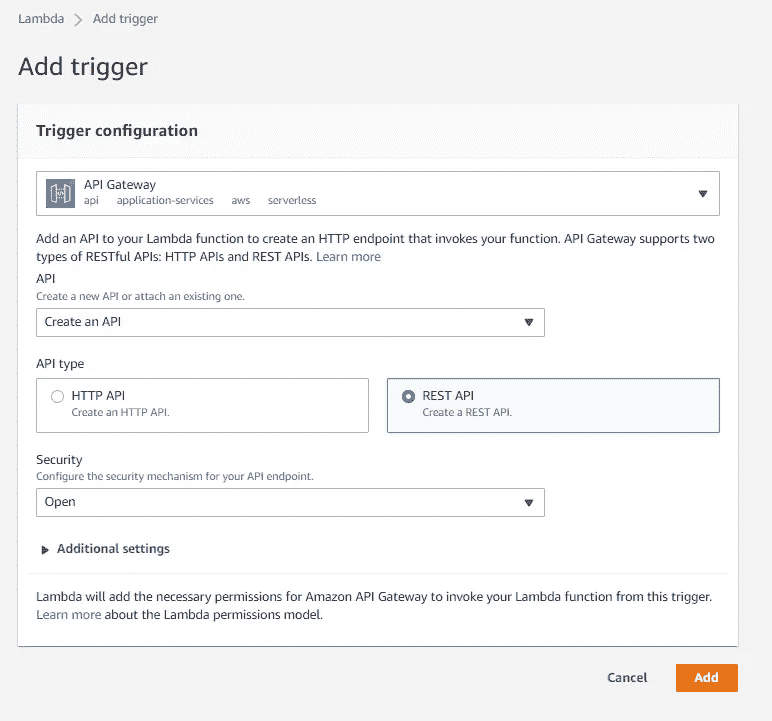 Lambda > Add trigger
Add trigger
Trigger configuration
API Gateway
api application-services aws serverless
Add an API to your Lambda function to create an HTTP endpoint that invokes your function. API Gateway supports two
types of RESTful APIs: HTTP APIs and REST APIs. Learn more
API
Create a new API or attach an existing one.
Create an API
API type
HTTP API
Create an HTTP API.
REST API
Create a REST API.
Security
Configure the security mechanism for your API endpoint.
Open
Additional settings
Lambda will add the necessary permissions for Amazon API Gateway to invoke your Lambda function from this trigger.
Learn more about the Lambda permissions model.
Cancel Add